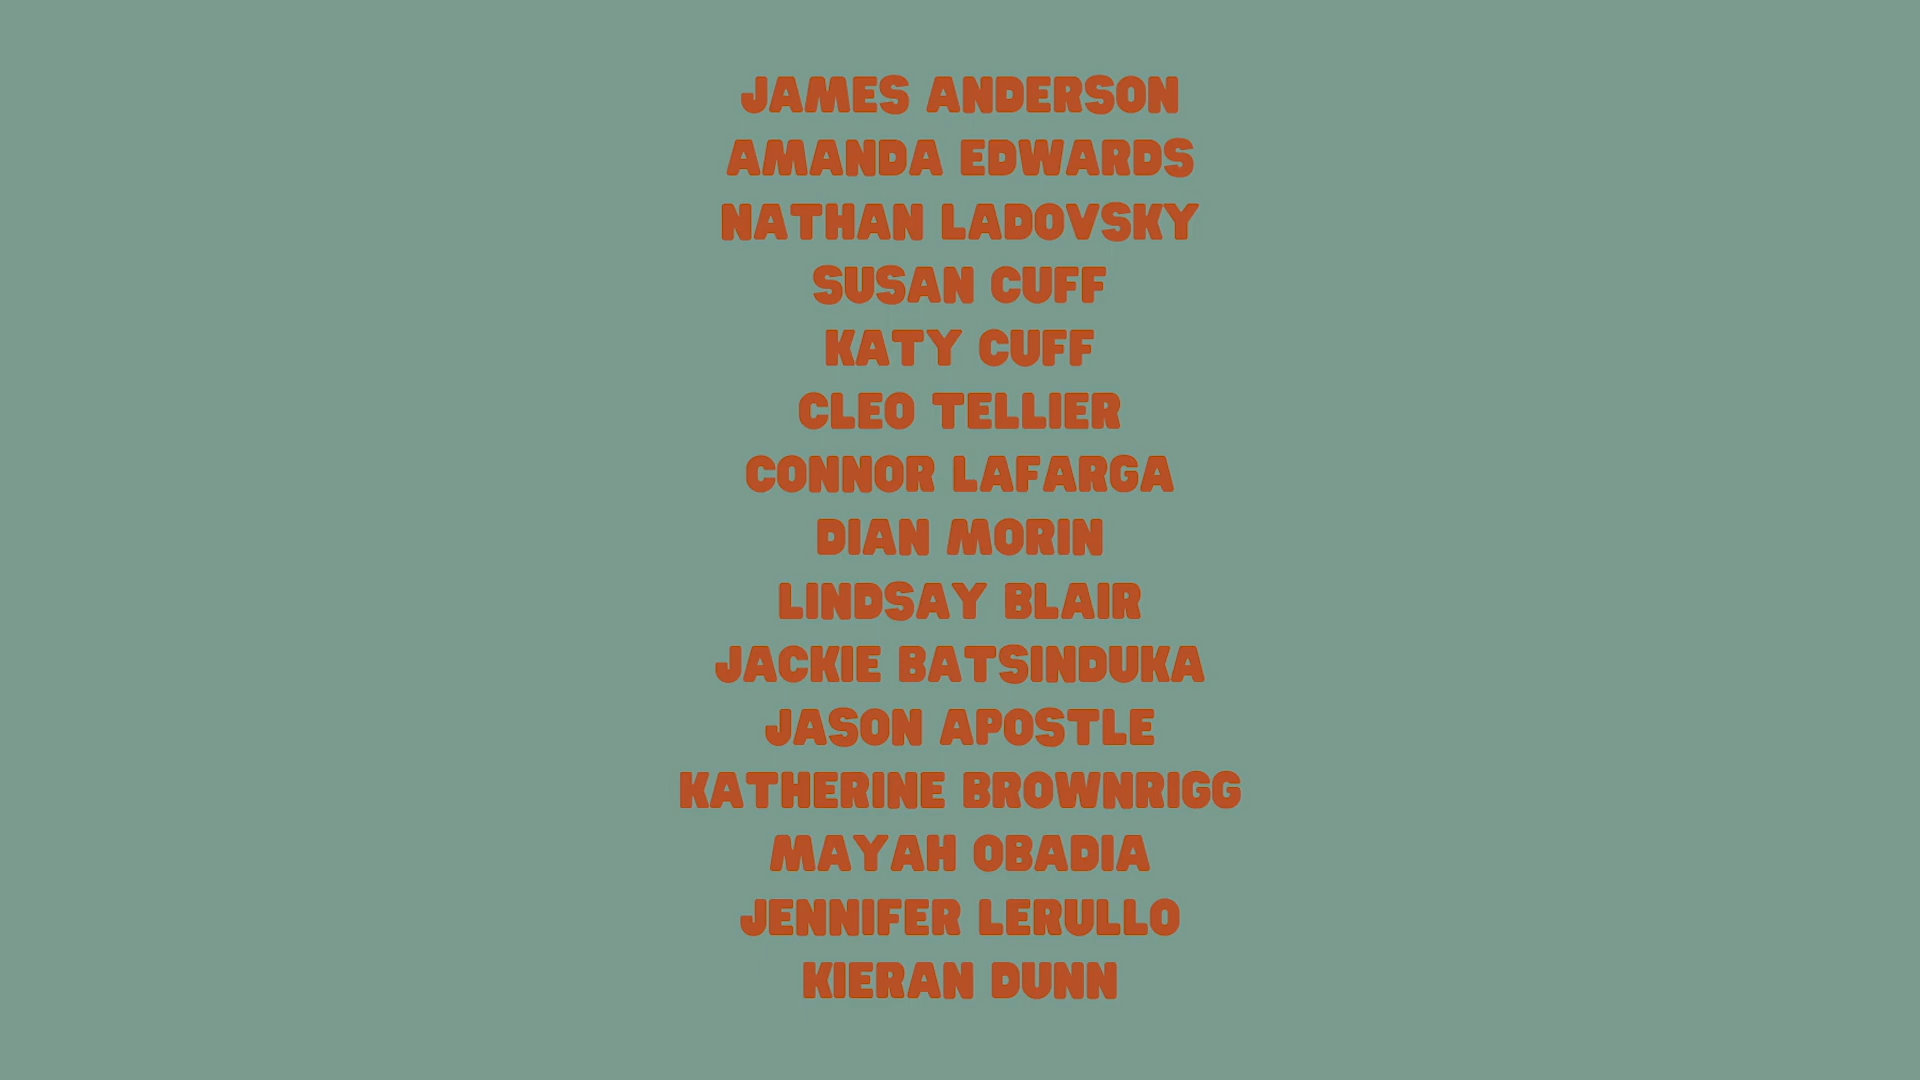 JAMES ANDERSON
AMANDA EDWARDS
NATHAN LADOVSKY
SUSAN CUFF
KATY CUFF
CLEO TELLIER
CONNOR LAFARGA
DIAN MORIN
LINDSAY BLAIR
JACKIE BATSINDUKA
JASON APOSTLE
KATHERINE BROWNRIGG
MAYAH OBADIA
JENNIFER LERULLO
KIERAN DUNN